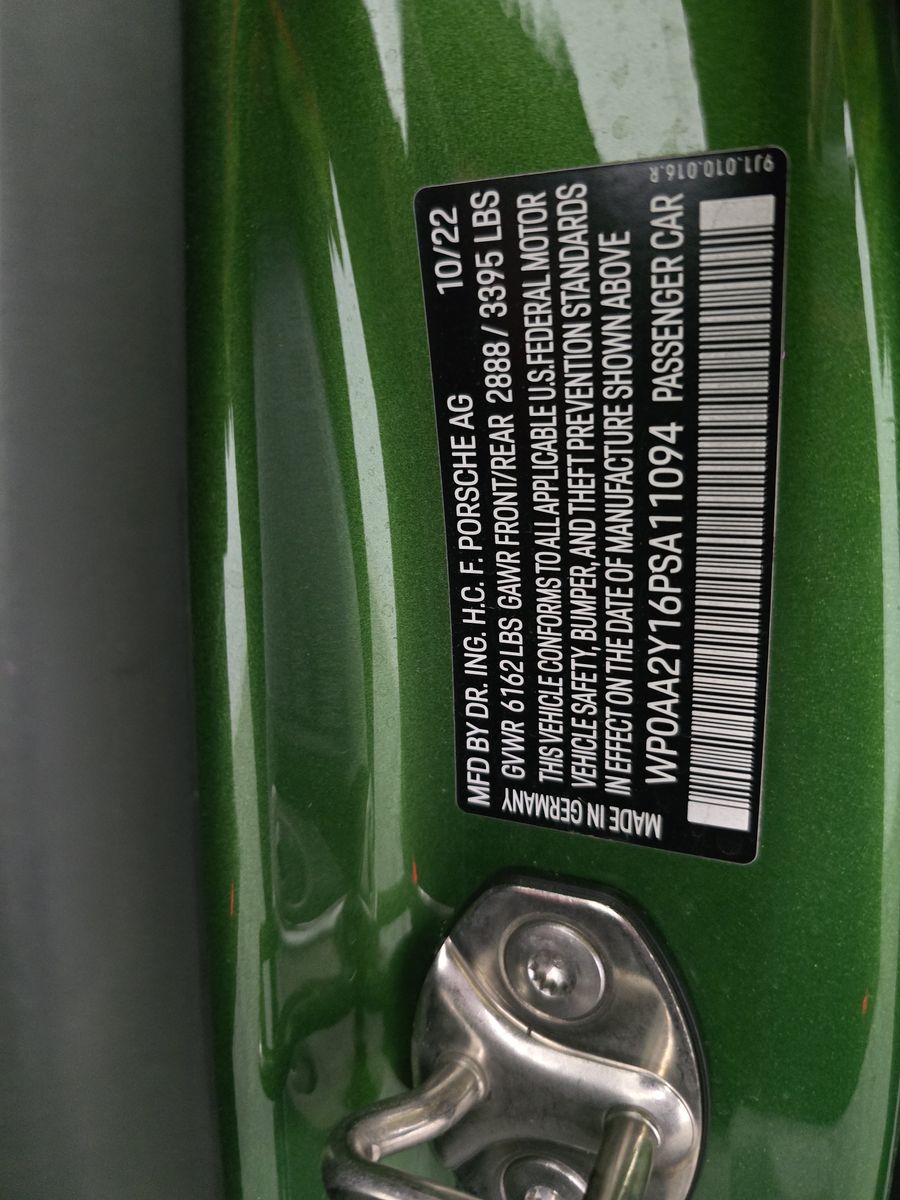 MFD BY DR. ING. H.C. F. PORSCHE AG 10/22
GVWR 6162 LBS GAWR FRONT/REAR 2888 / 3395 LBS
THIS VEHICLE CONFORMS TO ALL APPLICABLE U.S. FEDERAL MOTOR
VEHICLE SAFETY, BUMPER, AND THEFT PREVENTION STANDARDS
IN EFFECT ON THE DATE OF MANUFACTURE SHOWN ABOVE
WP0AA2Y16PSA11094 PASSENGER CAR
MADE IN GERMANY
9J1.010.016.R